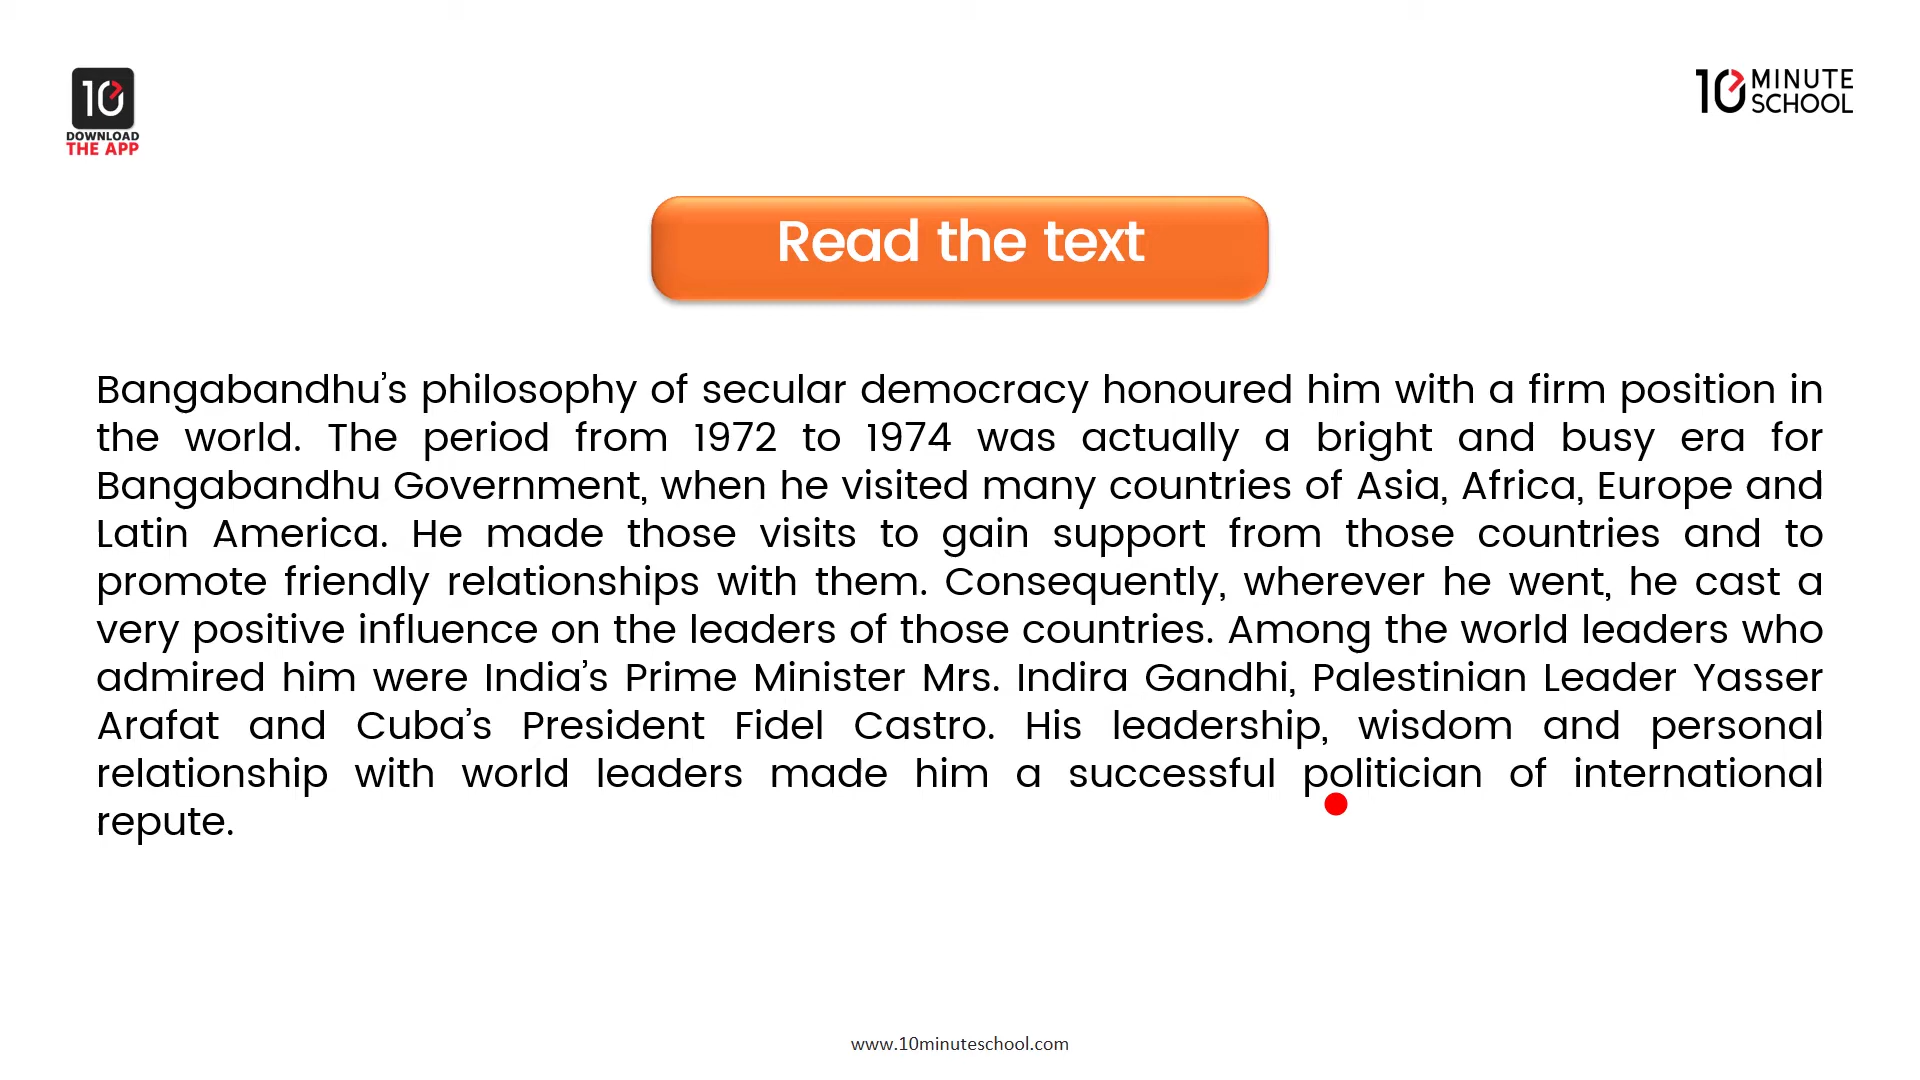 10
DOWNLOAD
THE APP
10 MINUTE
SCHOOL
Read the text
Bangabandhu’s philosophy of secular democracy honoured him with a firm position in
the world. The period from 1972 to 1974 was actually a bright and busy era for
Bangabandhu Government, when he visited many countries of Asia, Africa, Europe and
Latin America. He made those visits to gain support from those countries and to
promote friendly relationships with them. Consequently, wherever he went, he cast a
very positive influence on the leaders of those countries. Among the world leaders who
admired him were India’s Prime Minister Mrs. Indira Gandhi, Palestinian Leader Yasser
Arafat and Cuba’s President Fidel Castro. His leadership, wisdom and personal
relationship with world leaders made him a successful politician of international
repute.
www.10minuteschool.com